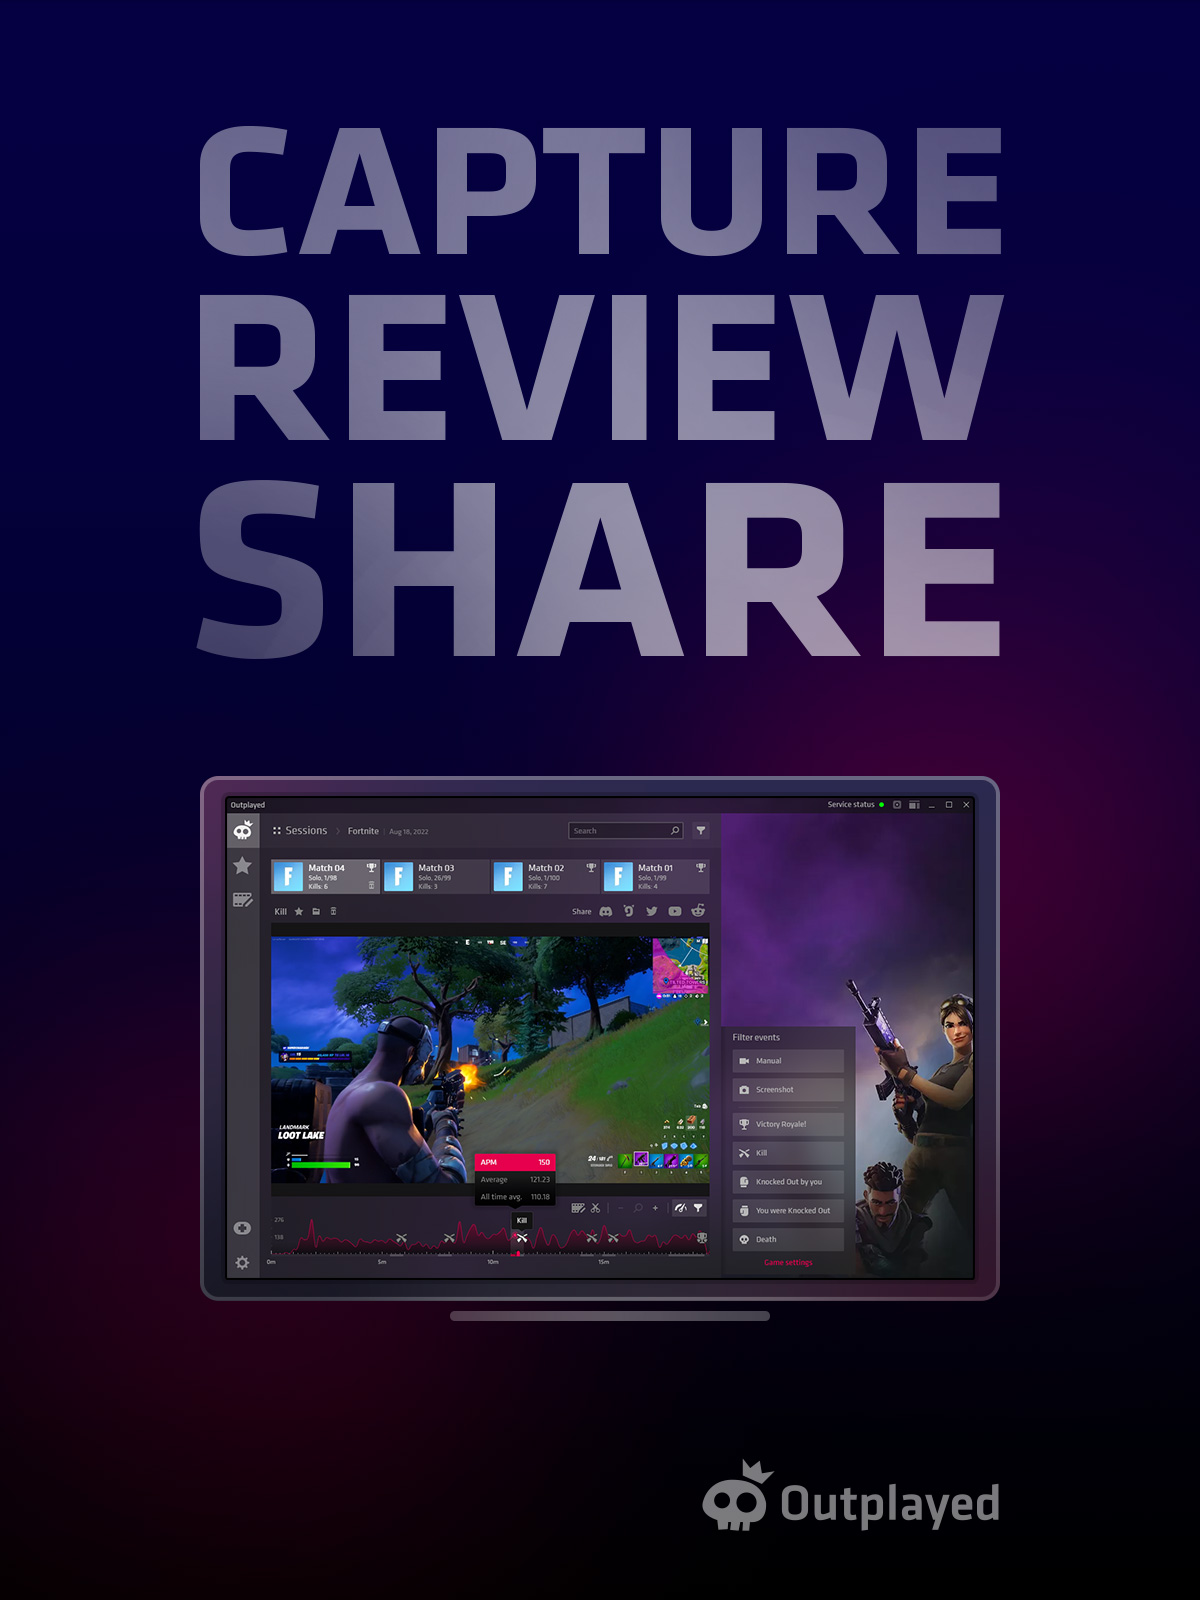 CAPTURE
REVIEW
SHARE
Outplayed
Service status
Sessions > Fortnite | Aug 18, 2022
Search
Match 04
Solo, 1/98
Kills: 6
Match 03
Solo, 26/99
Kills: 3
Match 02
Solo, 1/100
Kills: 7
Match 01
Solo, 1/99
Kills: 4
Kill
Share
E
SE
LANDMARK
LOOT LAKE
APM 150
Average 121.23
All time avg. 110.18
Kill
276
138
0m 5m 10m 15m
Filter events
Manual
Screenshot
Victory Royale!
Kill
Knocked Out by you
You were Knocked Out
Death
Game settings
Outplayed